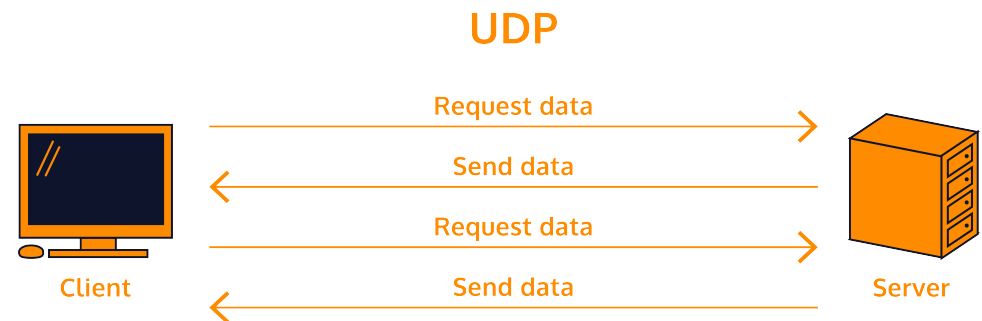 UDP
Request data
Send data
Request data
Send data
Client
Server